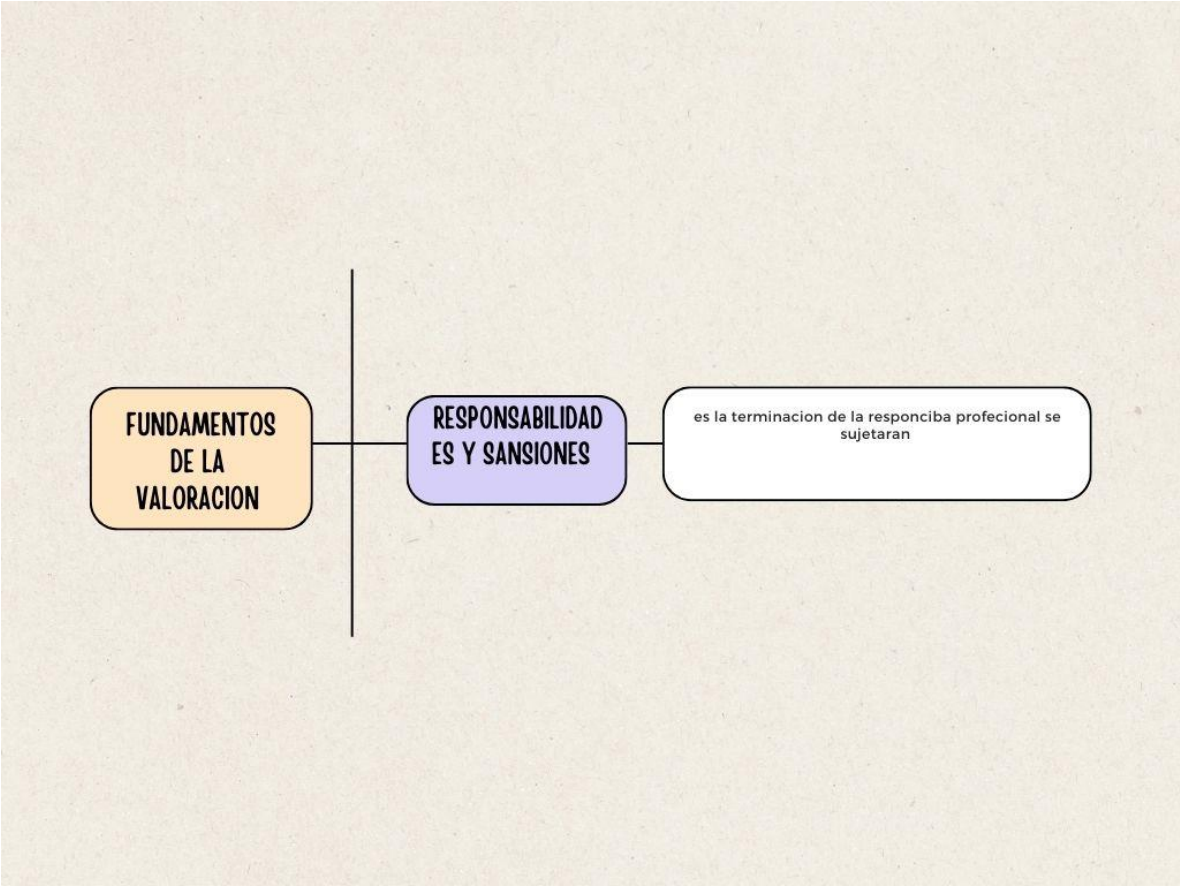 FUNDAMENTOS
DE LA
VALORACION
RESPONSABILIDAD
ES Y SANSIONES
es la terminacion de la responciba profecional se
sujetaran